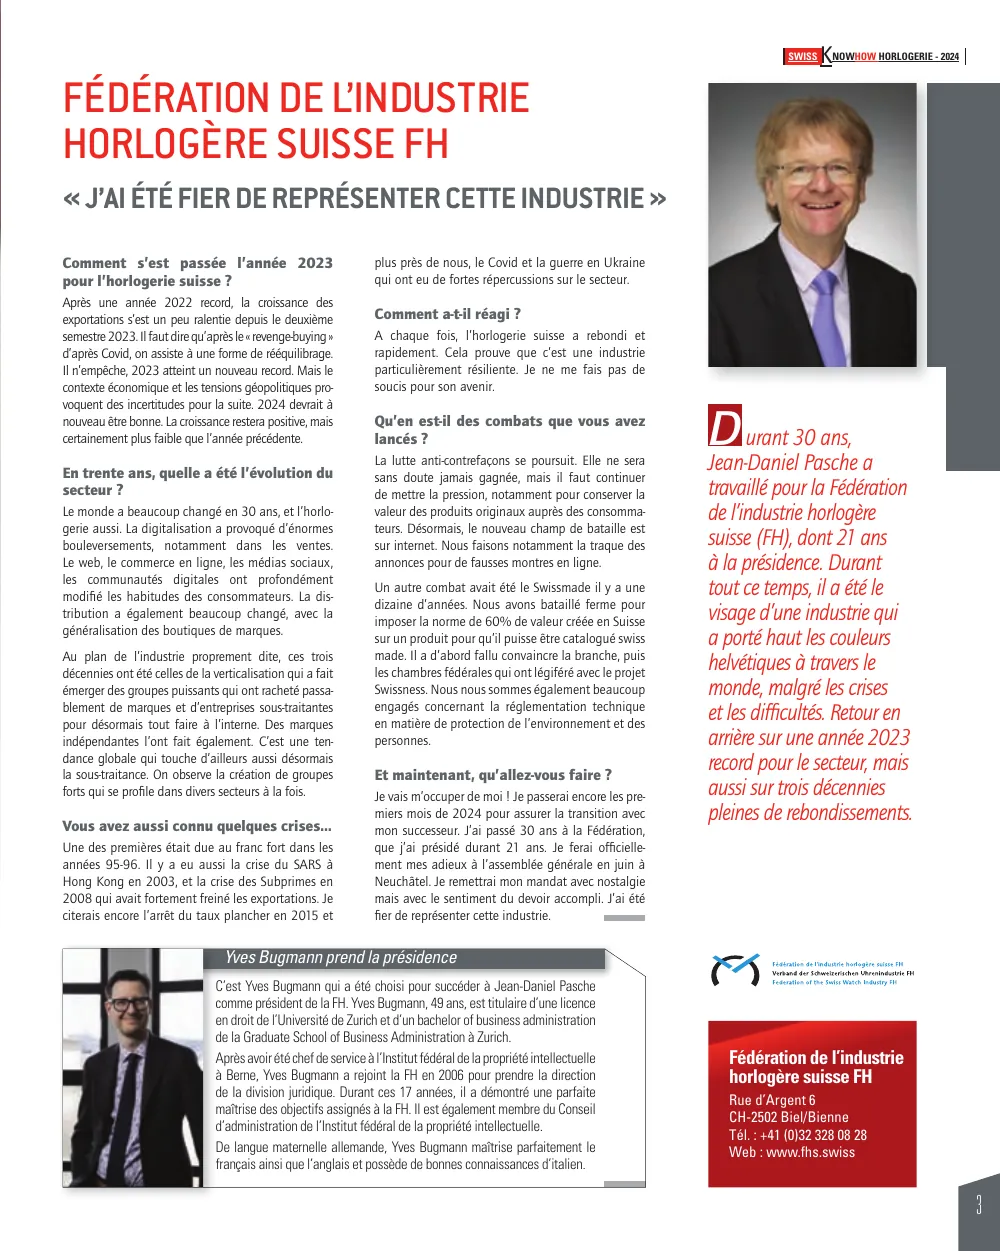 SWISS KNOWHOW HORLOGERIE - 2024
FÉDÉRATION DE L’INDUSTRIE
HORLOGÈRE SUISSE FH
« J’AI ÉTÉ FIER DE REPRÉSENTER CETTE INDUSTRIE »
Comment s’est passée l’année 2023
pour l’horlogerie suisse ?
Après une année 2022 record, la croissance des
exportations s’est un peu ralentie depuis le deuxième
semestre 2023. Il faut dire qu’après le « revenge-buying »
d’après Covid, on assiste à une forme de rééquilibrage.
Il n’empêche, 2023 atteint un nouveau record. Mais le
contexte économique et les tensions géopolitiques pro-
voquent des incertitudes pour la suite. 2024 devrait à
nouveau être bonne. La croissance restera positive, mais
certainement plus faible que l’année précédente.
En trente ans, quelle a été l’évolution du
secteur ?
Le monde a beaucoup changé en 30 ans, et l’horlo-
gerie aussi. La digitalisation a provoqué d’énormes
bouleversements, notamment dans les ventes.
Le web, le commerce en ligne, les médias sociaux,
les communautés digitales ont profondément
modifié les habitudes des consommateurs. La dis-
tribution a également beaucoup changé, avec la
généralisation des boutiques de marques.
Au plan de l’industrie proprement dite, ces trois
décennies ont été celles de la verticalisation qui a fait
émerger des groupes puissants qui ont racheté passa-
blement de marques et d’entreprises sous-traitantes
pour désormais tout faire à l’interne. Des marques
indépendantes l’ont fait également. C’est une ten-
dance globale qui touche d’ailleurs aussi désormais
la sous-traitance. On observe la création de groupes
forts qui se profile dans divers secteurs à la fois.
Vous avez aussi connu quelques crises...
Une des premières était due au franc fort dans les
années 95-96. Il y a eu aussi la crise du SARS à
Hong Kong en 2003, et la crise des Subprimes en
2008 qui avait fortement freiné les exportations. Je
citerais encore l’arrêt du taux plancher en 2015 et
plus près de nous, le Covid et la guerre en Ukraine
qui ont eu de fortes répercussions sur le secteur.
Comment a-t-il réagi ?
A chaque fois, l’horlogerie suisse a rebondi et
rapidement. Cela prouve que c’est une industrie
particulièrement résiliente. Je ne me fais pas de
soucis pour son avenir.
Qu’en est-il des combats que vous avez
lancés ?
La lutte anti-contrefaçons se poursuit. Elle ne sera
sans doute jamais gagnée, mais il faut continuer
de mettre la pression, notamment pour conserver la
valeur des produits originaux auprès des consomma-
teurs. Désormais, le nouveau champ de bataille est
sur internet. Nous faisons notamment la traque des
annonces pour de fausses montres en ligne.
Un autre combat avait été le Swissmade il y a une
dizaine d’années. Nous avons bataillé ferme pour
imposer la norme de 60% de valeur créée en Suisse
sur un produit pour qu’il puisse être catalogué swiss
made. Il a d’abord fallu convaincre la branche, puis
les chambres fédérales qui ont légiféré avec le projet
Swissness. Nous nous sommes également beaucoup
engagés concernant la réglementation technique
en matière de protection de l’environnement et des
personnes.
Et maintenant, qu’allez-vous faire ?
Je vais m’occuper de moi ! Je passerai encore les pre-
miers mois de 2024 pour assurer la transition avec
mon successeur. J’ai passé 30 ans à la Fédération,
que j’ai présidé durant 21 ans. Je ferai officielle-
ment mes adieux à l’assemblée générale en juin à
Neuchâtel. Je remettrai mon mandat avec nostalgie
mais avec le sentiment du devoir accompli. J’ai été
fier de représenter cette industrie.
Durant 30 ans,
Jean-Daniel Pasche a
travaillé pour la Fédération
de l’industrie horlogère
suisse (FH), dont 21 ans
à la présidence. Durant
tout ce temps, il a été le
visage d’une industrie qui
a porté haut les couleurs
helvétiques à travers le
monde, malgré les crises
et les difficultés. Retour en
arrière sur une année 2023
record pour le secteur, mais
aussi sur trois décennies
pleines de rebondissements.
Yves Bugmann prend la présidence
C’est Yves Bugmann qui a été choisi pour succéder à Jean-Daniel Pasche
comme président de la FH. Yves Bugmann, 49 ans, est titulaire d’une licence
en droit de l’Université de Zurich et d’un bachelor of business administration
de la Graduate School of Business Administration à Zurich.
Après avoir été chef de service à l’Institut fédéral de la propriété intellectuelle
à Berne, Yves Bugmann a rejoint la FH en 2006 pour prendre la direction
de la division juridique. Durant ces 17 années, il a démontré une parfaite
maîtrise des objectifs assignés à la FH. Il est également membre du Conseil
d’administration de l’Institut fédéral de la propriété intellectuelle.
De langue maternelle allemande, Yves Bugmann maîtrise parfaitement le
français ainsi que l’anglais et possède de bonnes connaissances d’italien.
Fédération de l’industrie horlogère suisse FH
Verband der Schweizerischen Uhrenindustrie FH
Federation of the Swiss Watch Industry FH
Fédération de l’industrie
horlogère suisse FH
Rue d’Argent 6
CH-2502 Biel/Bienne
Tél. : +41 (0)32 328 08 28
Web : www.fhs.swiss
3